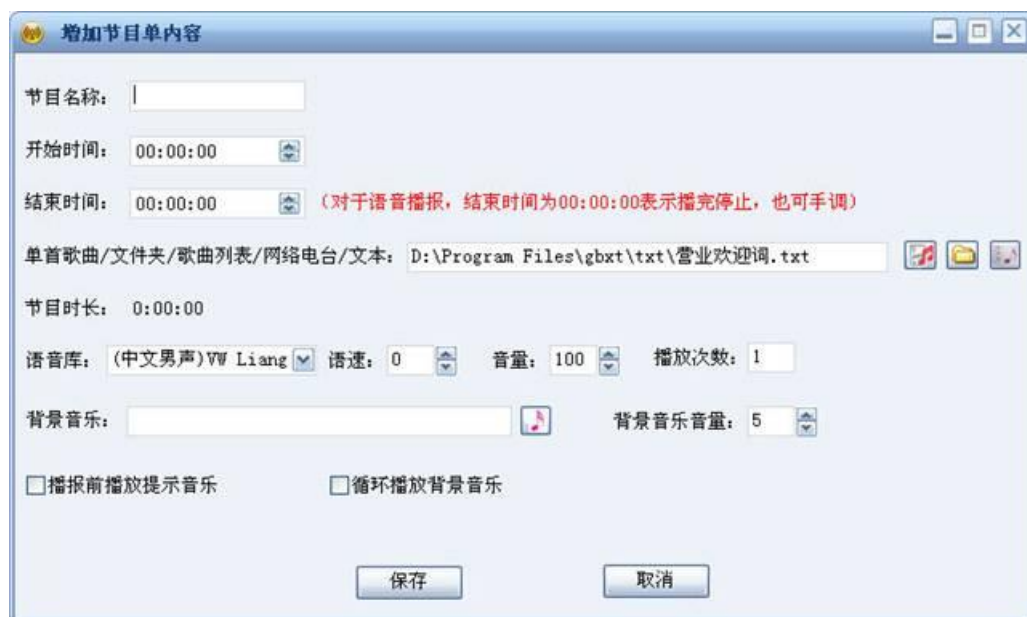 增加节目单内容
节目名称：
开始时间： 00:00:00
结束时间： 00:00:00 （对于语音播报，结束时间为00:00:00表示播完停止，也可手调）
单首歌曲/文件夹/歌曲列表/网络电台/文本： D:\Program Files\gbxt\txt\营业欢迎词.txt
节目时长： 0:00:00
语音库： (中文男声)VW Liang 语速： 0 音量： 100 播放次数： 1
背景音乐： 背景音乐音量： 5
播报前播放提示音乐 循环播放背景音乐
保存 取消